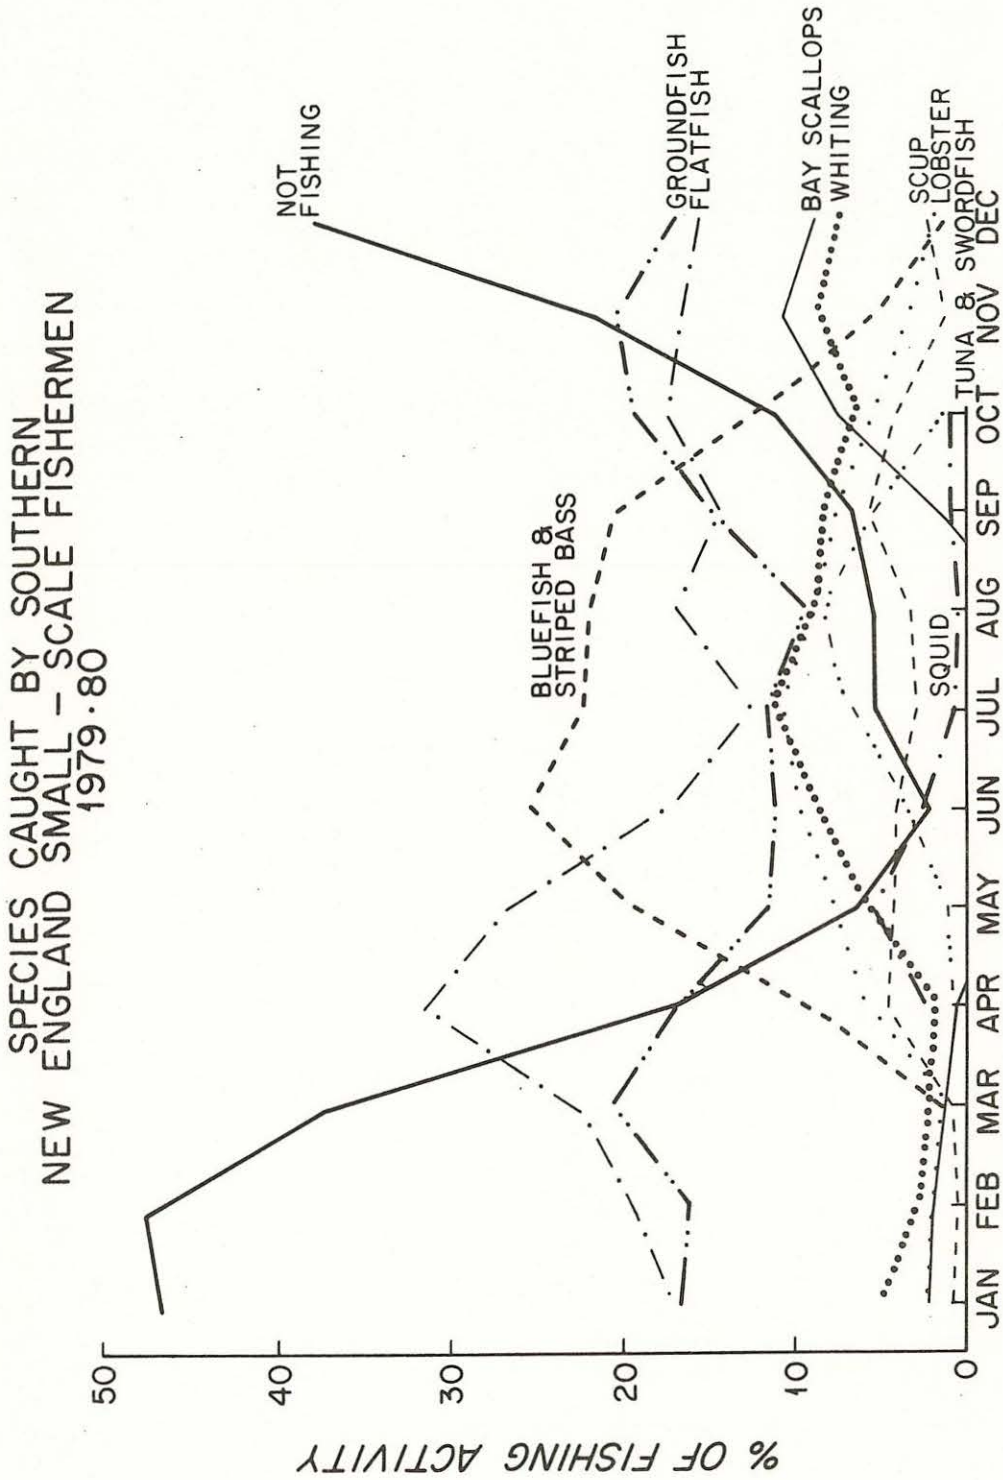 SPECIES CAUGHT BY SOUTHERN
NEW ENGLAND SMALL - SCALE FISHERMEN
1979·80
% OF FISHING ACTIVITY
50
40
30
20
10
0
NOT
FISHING
GROUNDFISH
FLATFISH
BLUEFISH &
STRIPED BASS
BAY SCALLOPS
WHITING
SCUP
LOBSTER
TUNA & SWORDFISH
SQUID
JAN FEB MAR APR MAY JUN JUL AUG SEP OCT NOV DEC